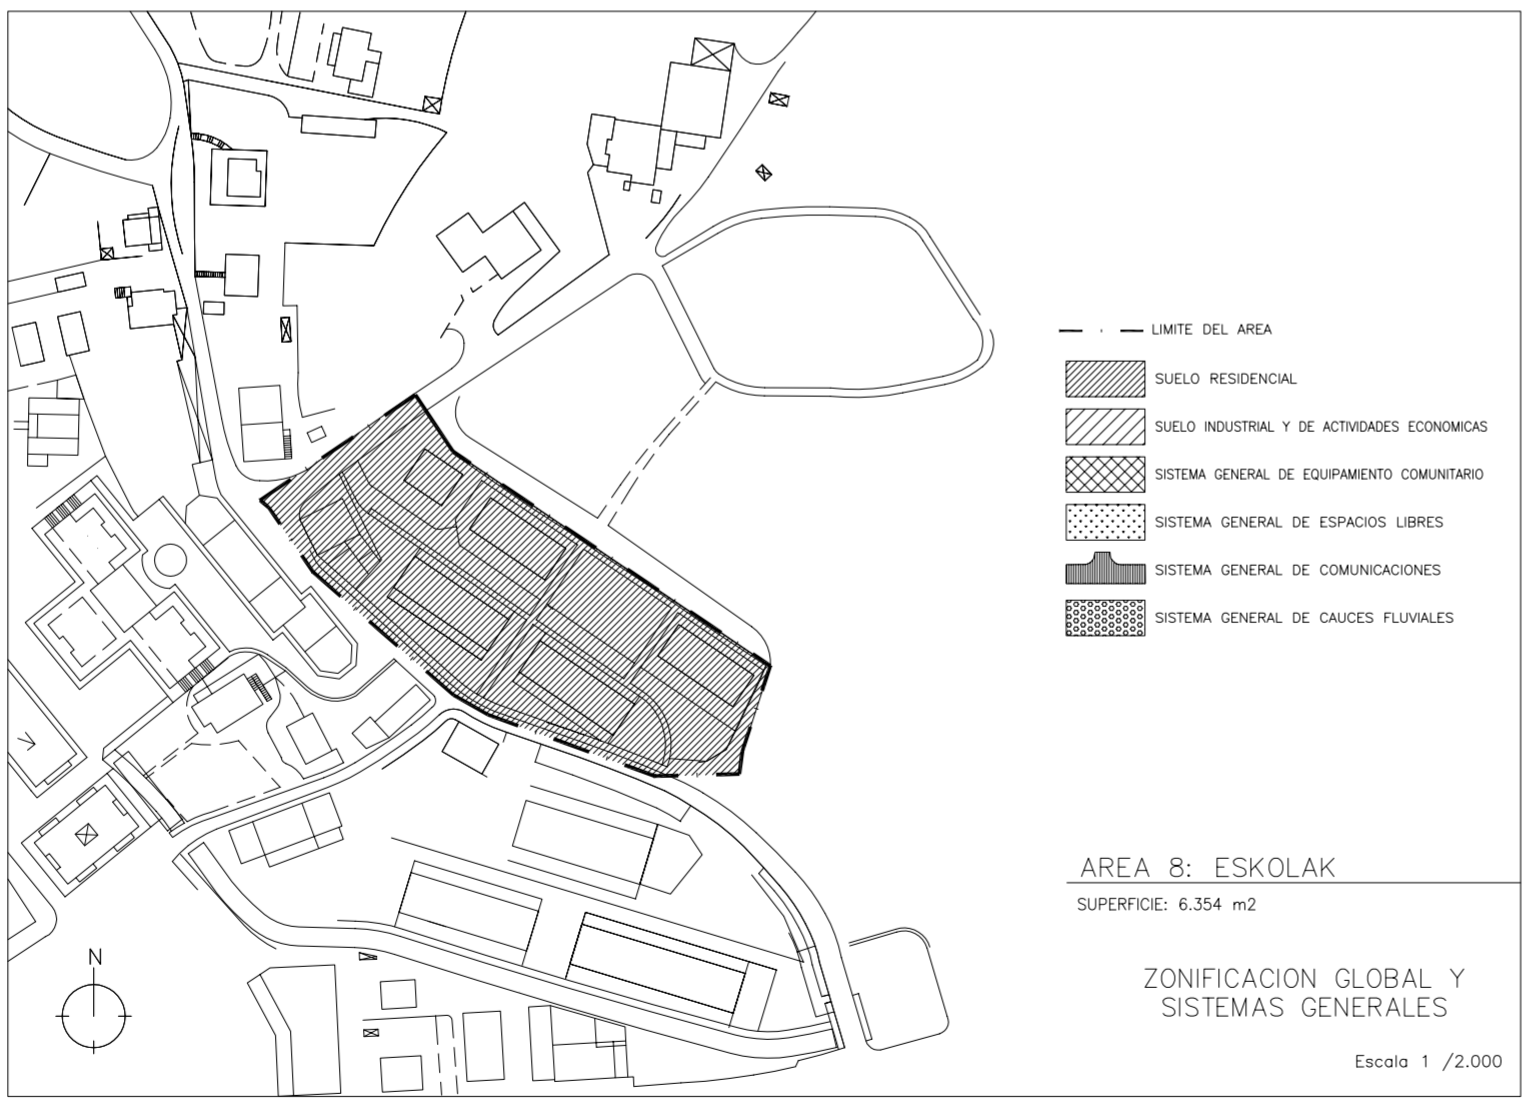 LIMITE DEL AREA
SUELO RESIDENCIAL
SUELO INDUSTRIAL Y DE ACTIVIDADES ECONOMICAS
SISTEMA GENERAL DE EQUIPAMIENTO COMUNITARIO
SISTEMA GENERAL DE ESPACIOS LIBRES
SISTEMA GENERAL DE COMUNICACIONES
SISTEMA GENERAL DE CAUCES FLUVIALES
AREA 8: ESKOLAK
SUPERFICIE: 6.354 m2
N
ZONIFICACION GLOBAL Y
SISTEMAS GENERALES
Escala 1 /2.000